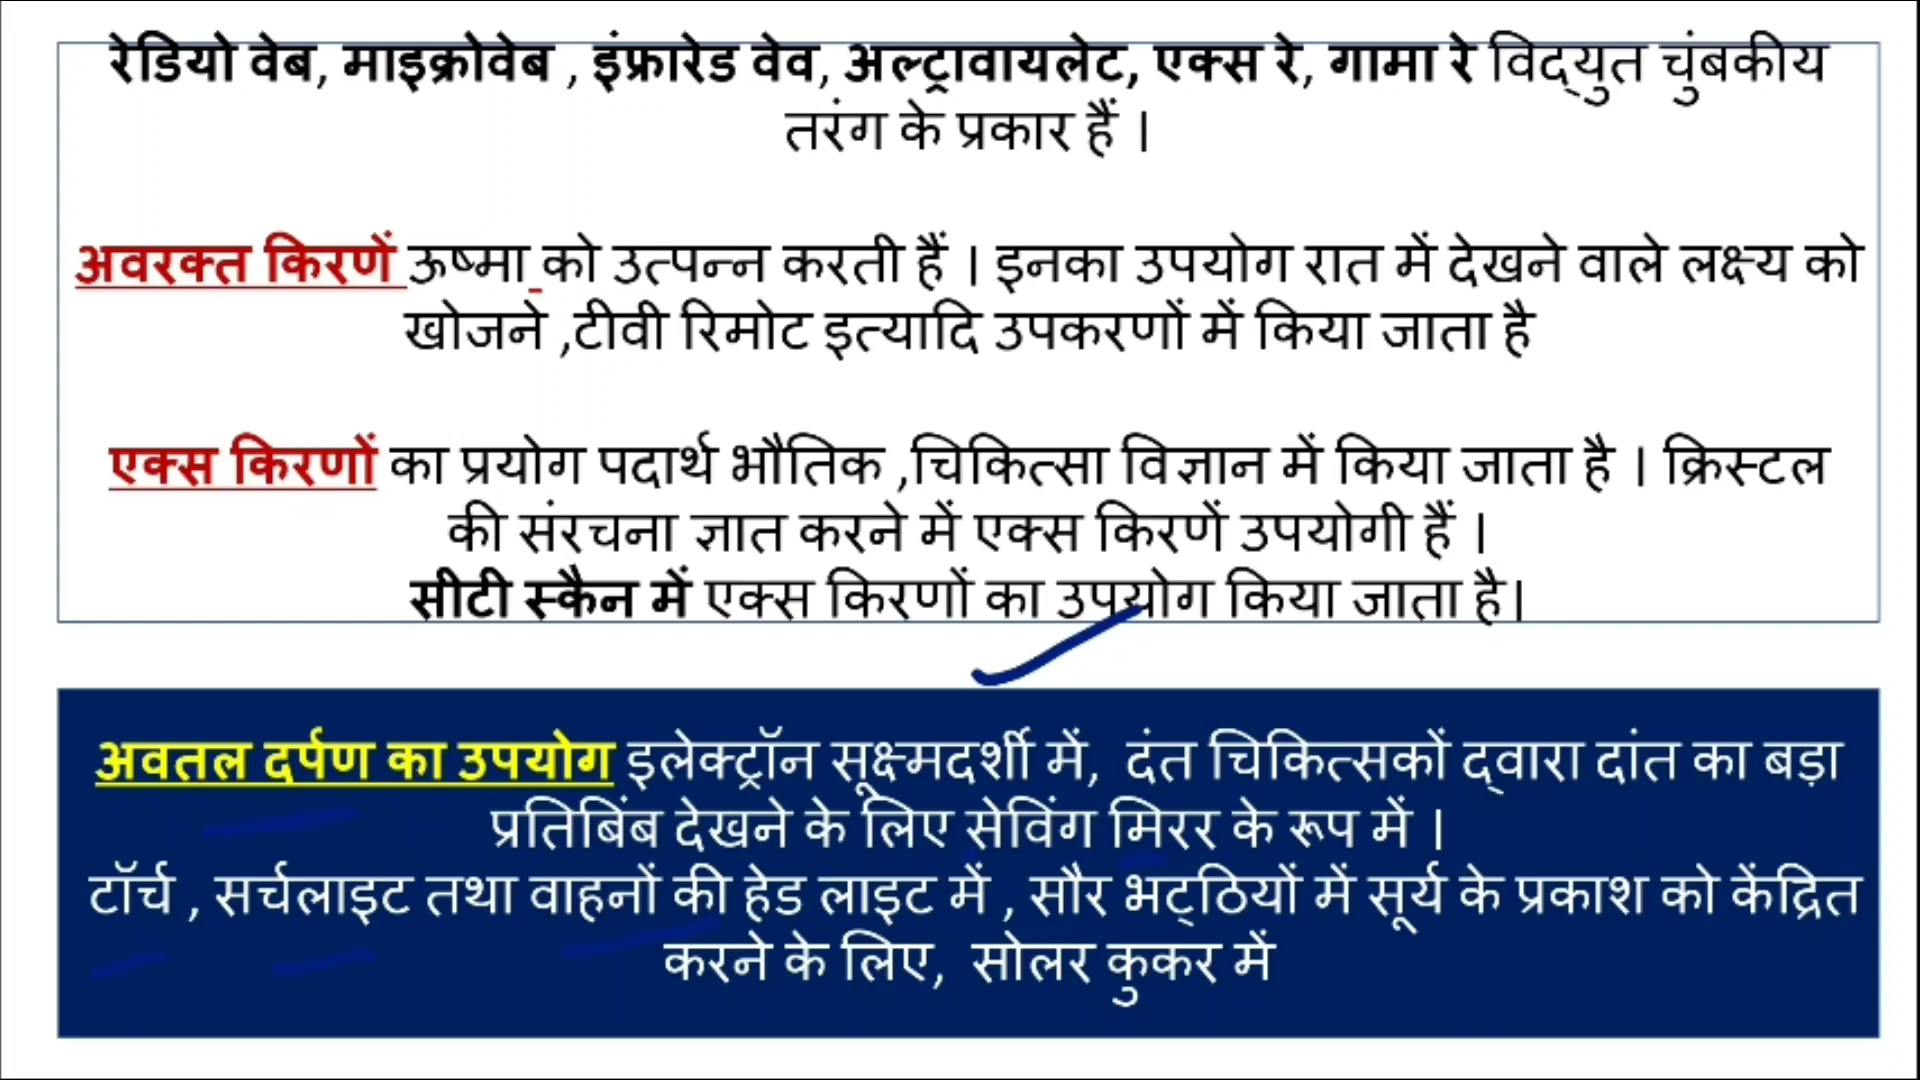 रेडियो वेब, माइक्रोवेब , इंफ्रारेड वेव, अल्ट्रावायलेट, एक्स रे, गामा रे विद्युत चुंबकीय
तरंग के प्रकार हैं ।
अवरक्त किरणें ऊष्मा को उत्पन्न करती हैं । इनका उपयोग रात में देखने वाले लक्ष्य को
खोजने ,टीवी रिमोट इत्यादि उपकरणों में किया जाता है
एक्स किरणों का प्रयोग पदार्थ भौतिक ,चिकित्सा विज्ञान में किया जाता है । क्रिस्टल
की संरचना ज्ञात करने में एक्स किरणें उपयोगी हैं ।
सीटी स्कैन में एक्स किरणों का उपयोग किया जाता है।
अवतल दर्पण का उपयोग इलेक्ट्रॉन सूक्ष्मदर्शी में, दंत चिकित्सकों द्वारा दांत का बड़ा
प्रतिबिंब देखने के लिए सेविंग मिरर के रूप में ।
टॉर्च , सर्चलाइट तथा वाहनों की हेड लाइट में , सौर भट्ठियों में सूर्य के प्रकाश को केंद्रित
करने के लिए, सोलर कुकर में